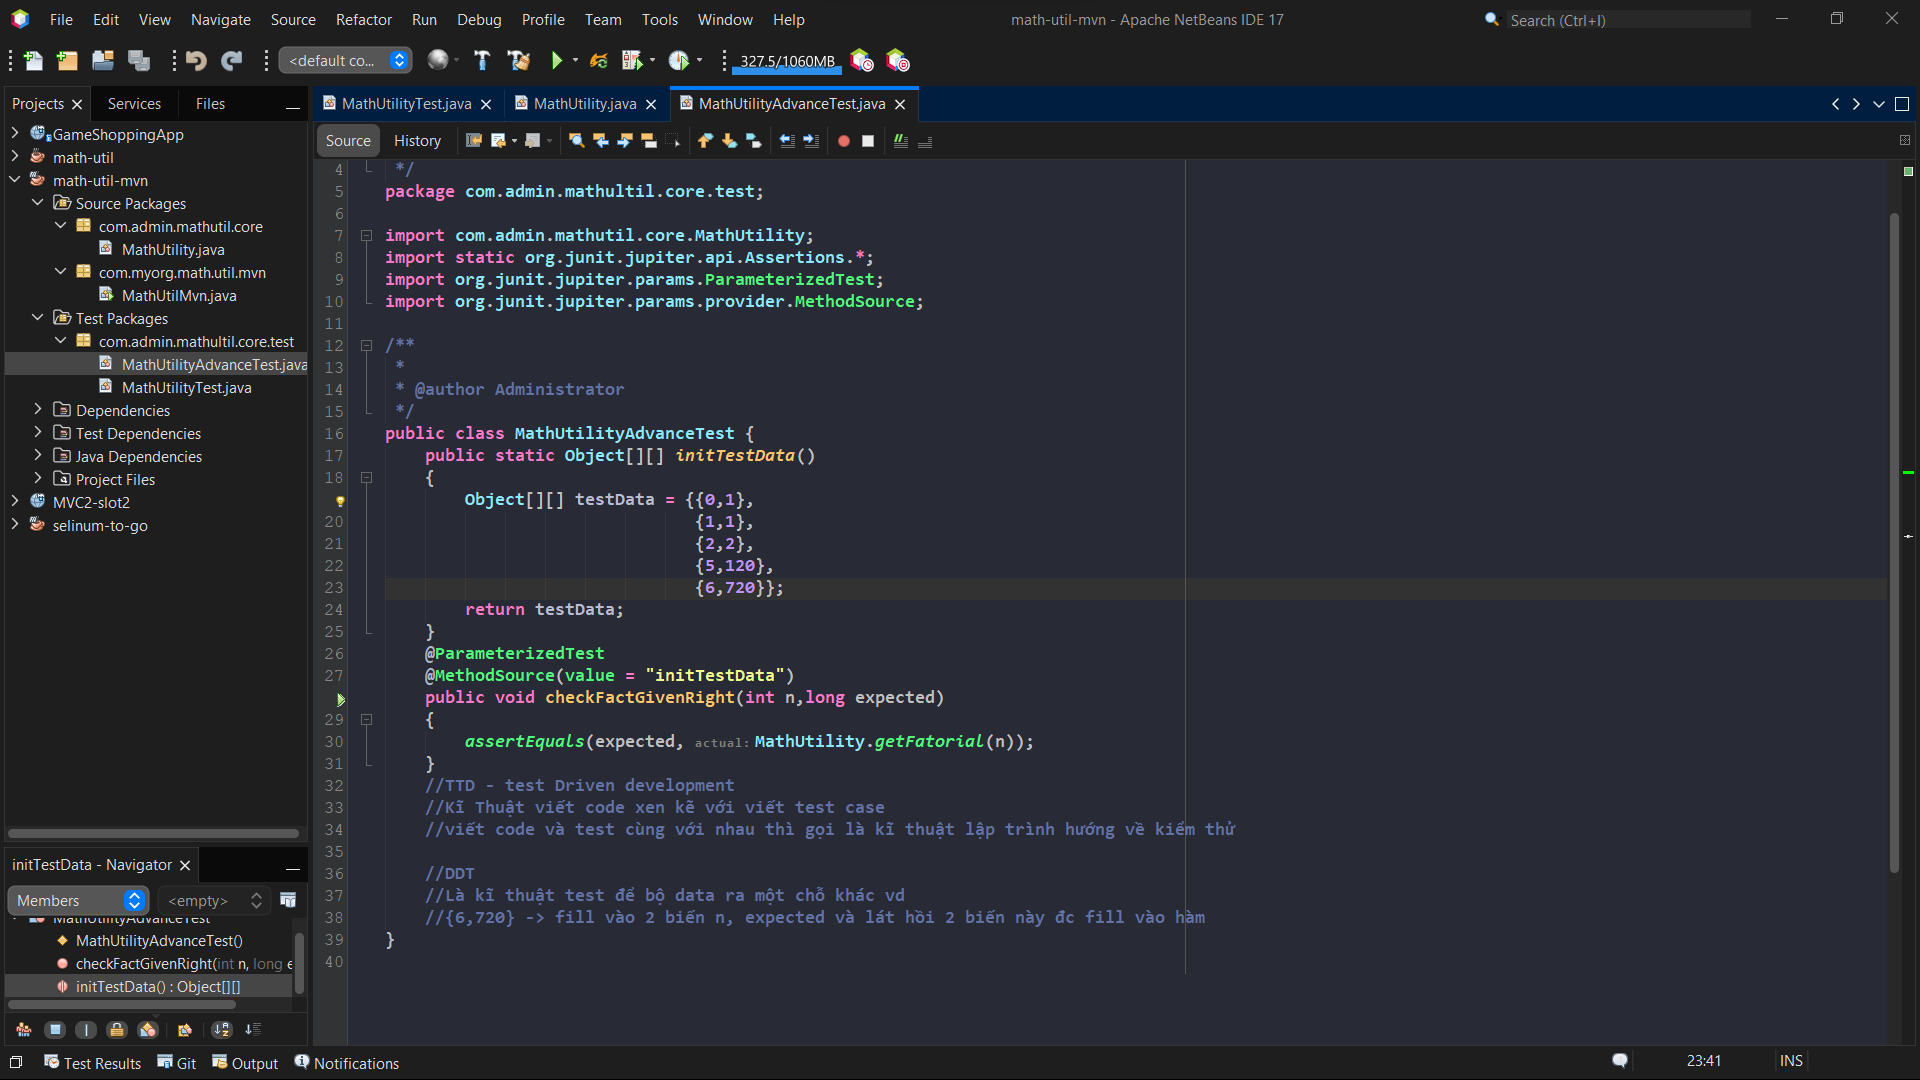 File Edit View Navigate Source Refactor Run Debug Profile Team Tools Window Help
math-util-mvn - Apache NetBeans IDE 17
Search (Ctrl+I)
<default co...
327.5/1060MB
Projects Services Files
MathUtilityTest.java MathUtility.java MathUtilityAdvanceTest.java
Source History
GameShoppingApp
math-util
math-util-mvn
Source Packages
com.admin.mathutil.core
MathUtility.java
com.myorg.math.util.mvn
MathUtilMvn.java
Test Packages
com.admin.mathultil.core.test
MathUtilityAdvanceTest.java
MathUtilityTest.java
Dependencies
Test Dependencies
Java Dependencies
Project Files
MVC2-slot2
selinum-to-go
initTestData - Navigator
Members <empty>
MathUtilityAdvanceTest
MathUtilityAdvanceTest()
checkFactGivenRight(int n, long e
initTestData() : Object[][]
4 */
5 package com.admin.mathultil.core.test;
6
7 import com.admin.mathutil.core.MathUtility;
8 import static org.junit.jupiter.api.Assertions.*;
9 import org.junit.jupiter.params.ParameterizedTest;
10 import org.junit.jupiter.params.provider.MethodSource;
11
12 /**
13 *
14 * @author Administrator
15 */
16 public class MathUtilityAdvanceTest {
17 public static Object[][] initTestData()
18 {
Object[][] testData = {{0,1},
20 {1,1},
21 {2,2},
22 {5,120},
23 {6,720}};
24 return testData;
25 }
26 @ParameterizedTest
27 @MethodSource(value = "initTestData")
public void checkFactGivenRight(int n,long expected)
29 {
30 assertEquals(expected, actual: MathUtility.getFatorial(n));
31 }
32 //TTD - test Driven development
33 //Kĩ Thuật viết code xen kẽ với viết test case
34 //viết code và test cùng với nhau thì gọi là kĩ thuật lập trình hướng về kiểm thử
35
36 //DDT
37 //Là kĩ thuật test để bộ data ra một chỗ khác vd
38 //{6,720} -> fill vào 2 biến n, expected và lát hồi 2 biến này đc fill vào hàm
39 }
40
Test Results Git Output Notifications
23:41 INS